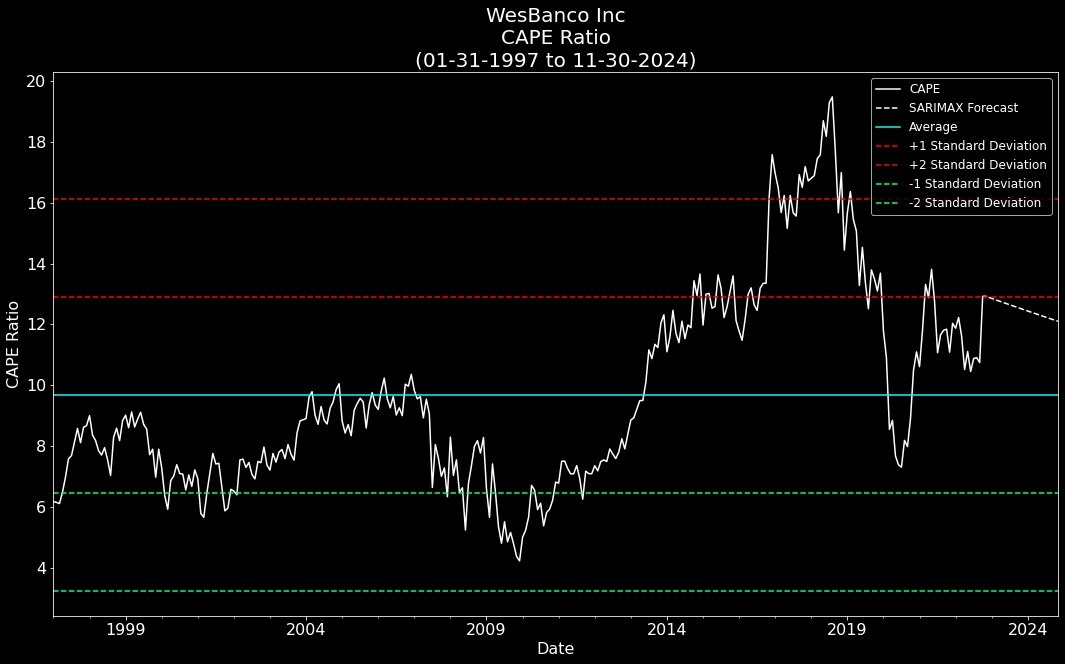 WesBanco Inc
CAPE Ratio
(01-31-1997 to 11-30-2024)
CAPE
SARIMAX Forecast
Average
+1 Standard Deviation
+2 Standard Deviation
-1 Standard Deviation
-2 Standard Deviation
CAPE Ratio
20
18
16
14
12
10
8
6
4
1999 2004 2009 2014 2019 2024
Date